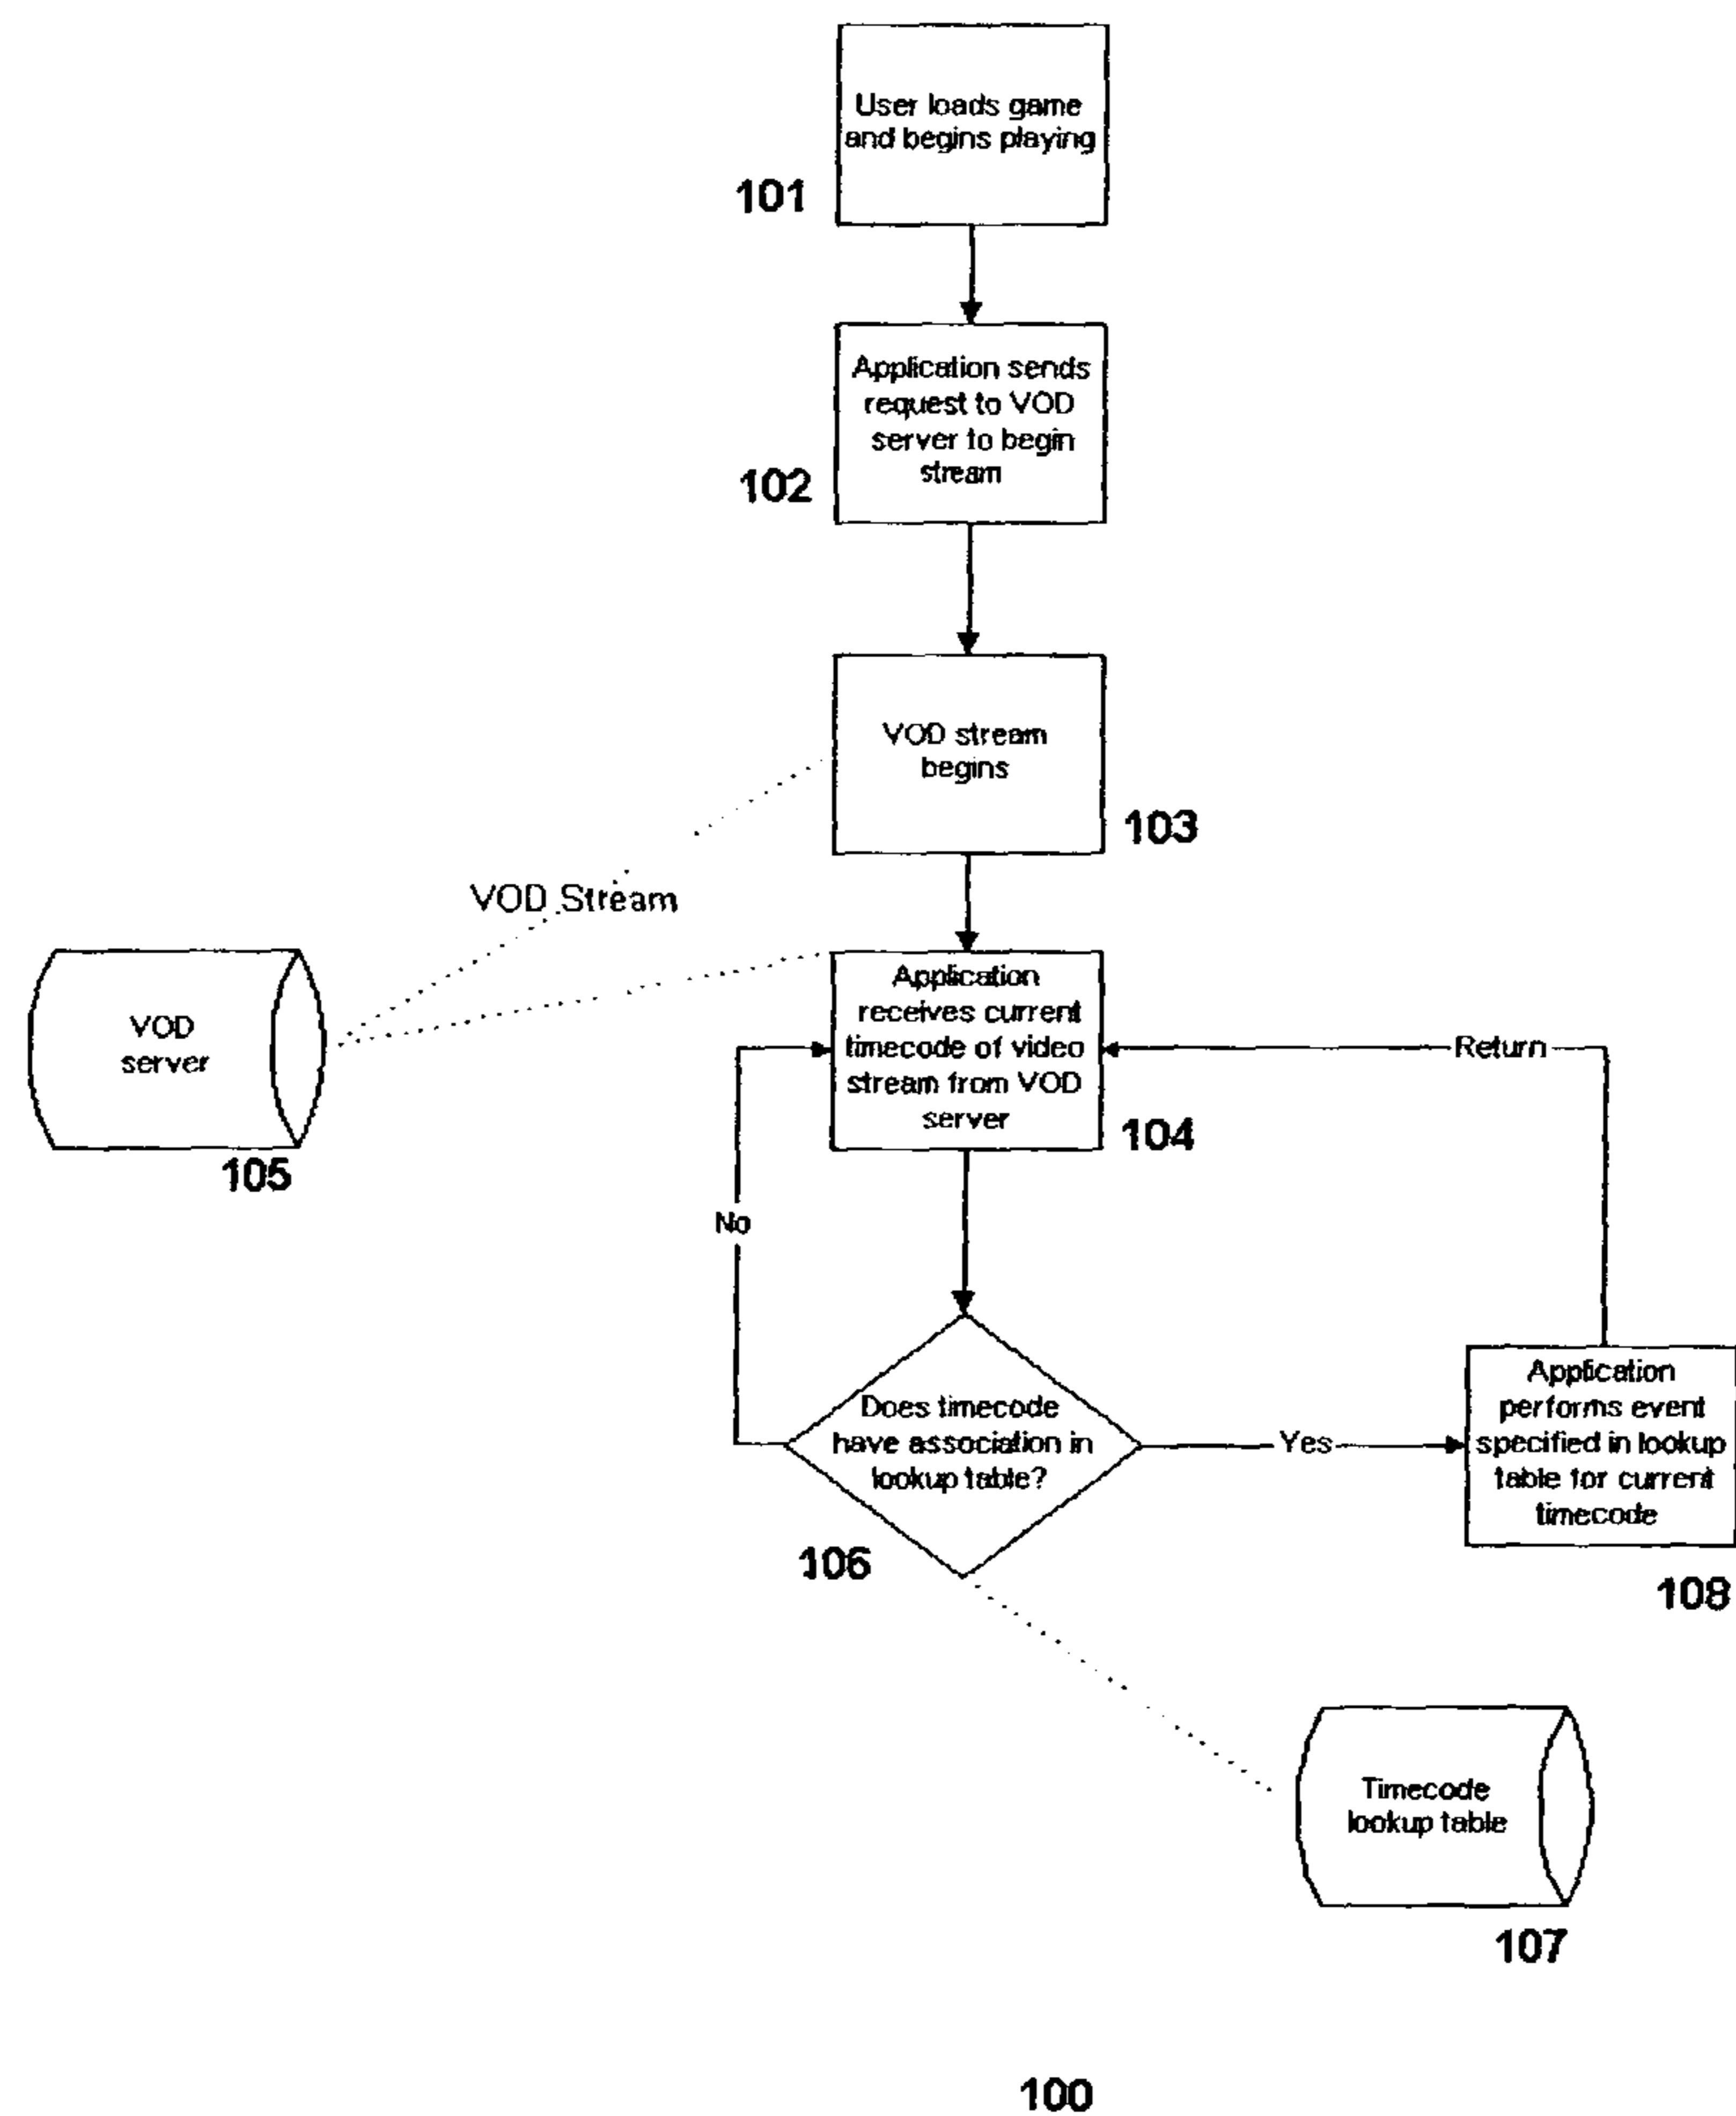 User loads game
and begins playing
101
Application sends
request to VOD
server to begin
stream
102
VOD stream
begins
103
VOD Stream
VOD
server
105
Application
receives current
timecode of video
stream from VOD
server
104
Return
No
Does timecode
have association in
lookup table?
106
Yes
Application
performs event
specified in lookup
table for current
timecode
108
Timecode
lookup table
107
100